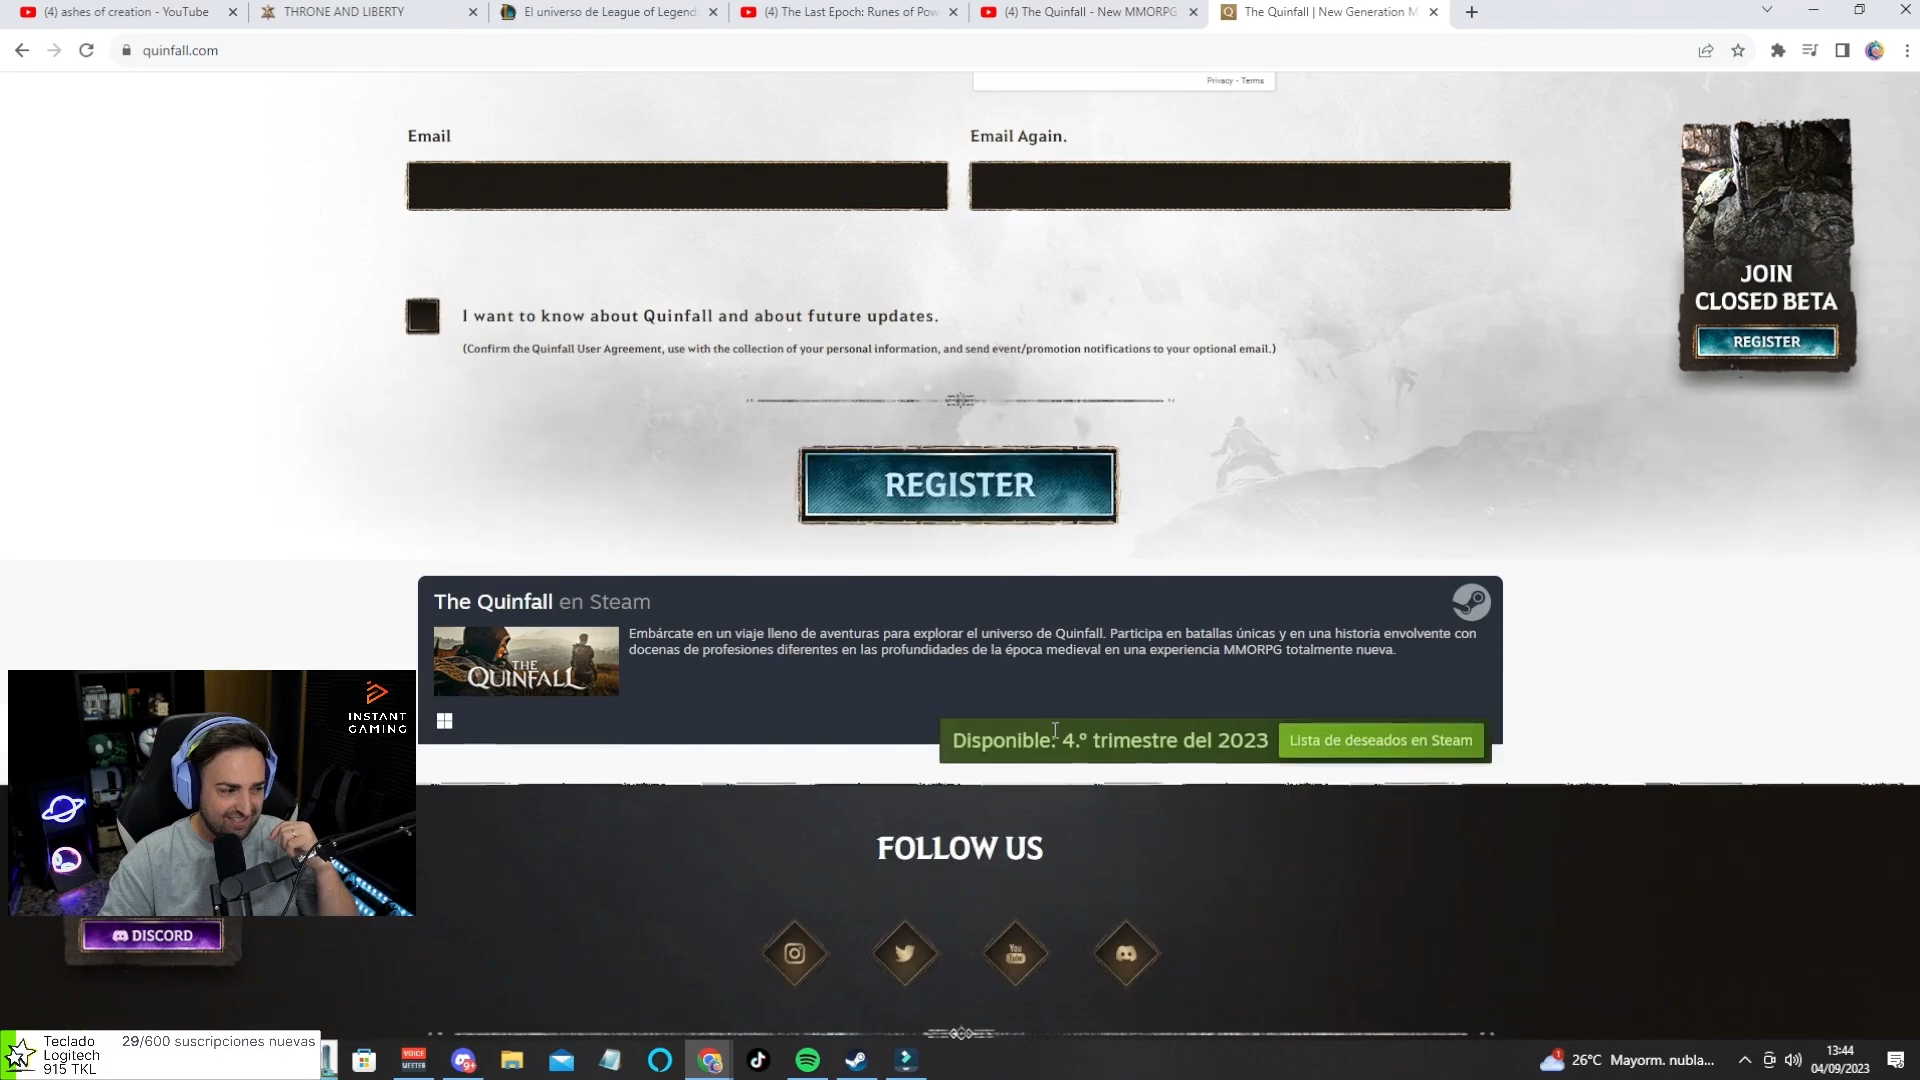 (4) ashes of creation - YouTube
THRONE AND LIBERTY
El universo de League of Legend
(4) The Last Epoch: Runes of Pow
(4) The Quinfall - New MMORPG
The Quinfall | New Generation M
quinfall.com
Privacy - Terms
Email
Email Again.
I want to know about Quinfall and about future updates.
(Confirm the Quinfall User Agreement, use with the collection of your personal information, and send event/promotion notifications to your optional email.)
REGISTER
JOIN
CLOSED BETA
REGISTER
The Quinfall en Steam
THE
QUINFALL
Embárcate en un viaje lleno de aventuras para explorar el universo de Quinfall. Participa en batallas únicas y en una historia envolvente con
docenas de profesiones diferentes en las profundidades de la época medieval en una experiencia MMORPG totalmente nueva.
Disponible: 4.º trimestre del 2023
Lista de deseados en Steam
INSTANT
GAMING
DISCORD
FOLLOW US
You
Tube
Teclado
Logitech
915 TKL
29/600 suscripciones nuevas
VOICE
MEETER
9+
1
26°C Mayorm. nubla...
13:44
04/09/2023